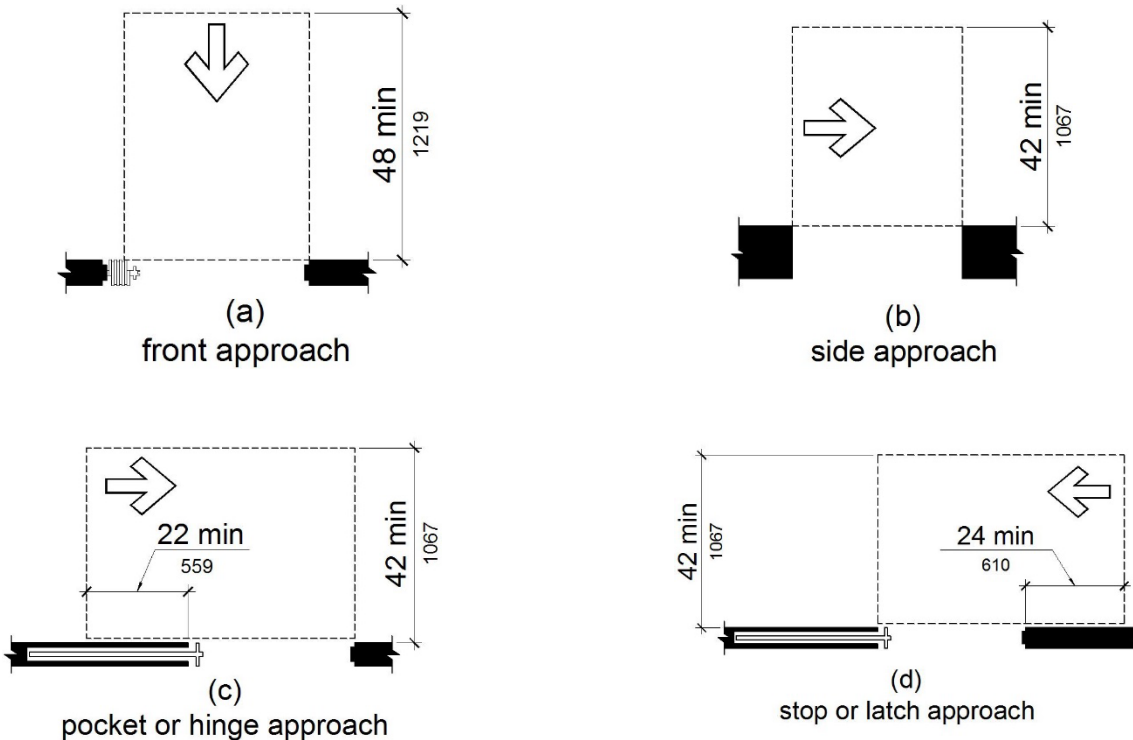 48 min
1219
(a)
front approach
42 min
1067
(b)
side approach
22 min
559
42 min
1067
(c)
pocket or hinge approach
42 min
1067
24 min
610
(d)
stop or latch approach